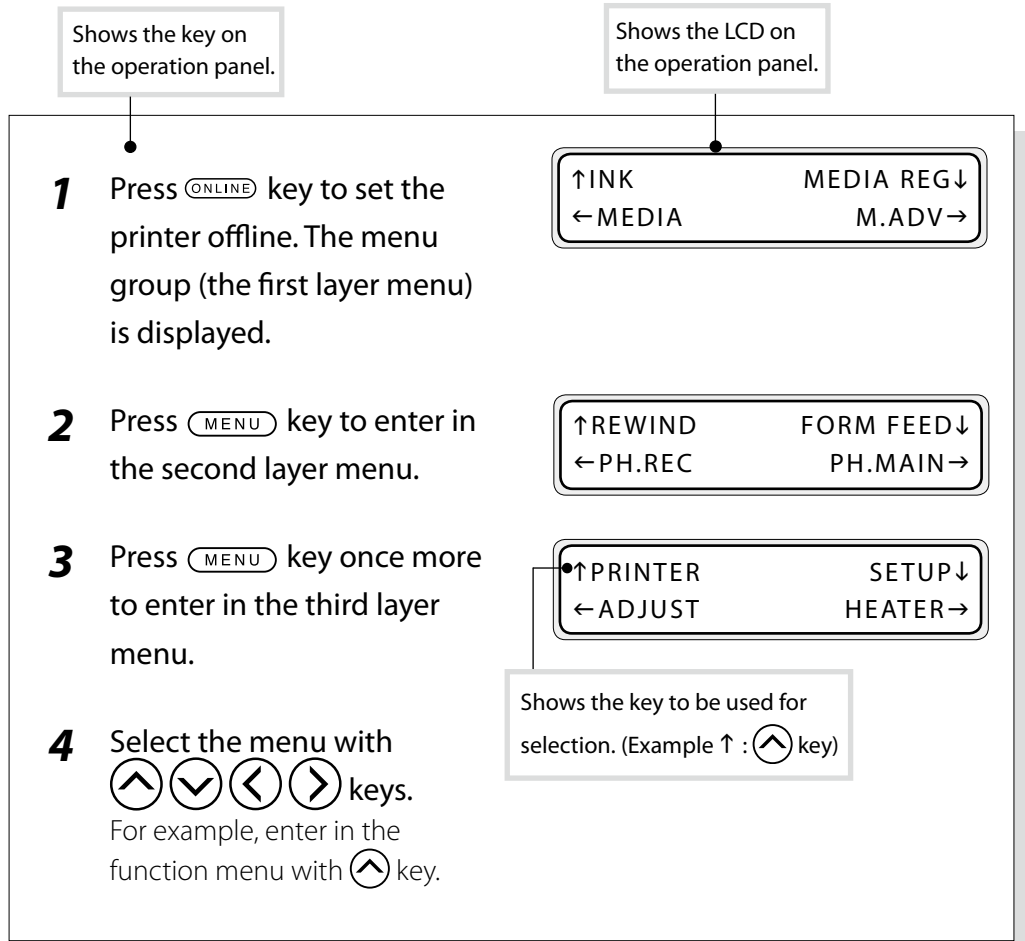 Shows the key on
the operation panel.
Shows the LCD on
the operation panel.
1 Press ONLINE key to set the
printer offline. The menu
group (the first layer menu)
is displayed.
↑INK MEDIA REG↓
←MEDIA M.ADV→
2 Press MENU key to enter in
the second layer menu.
↑REWIND FORM FEED↓
←PH.REC PH.MAIN→
3 Press MENU key once more
to enter in the third layer
menu.
↑PRINTER SETUP↓
←ADJUST HEATER→
Shows the key to be used for
selection. (Example ↑ : key)
4 Select the menu with
keys.
For example, enter in the
function menu with key.